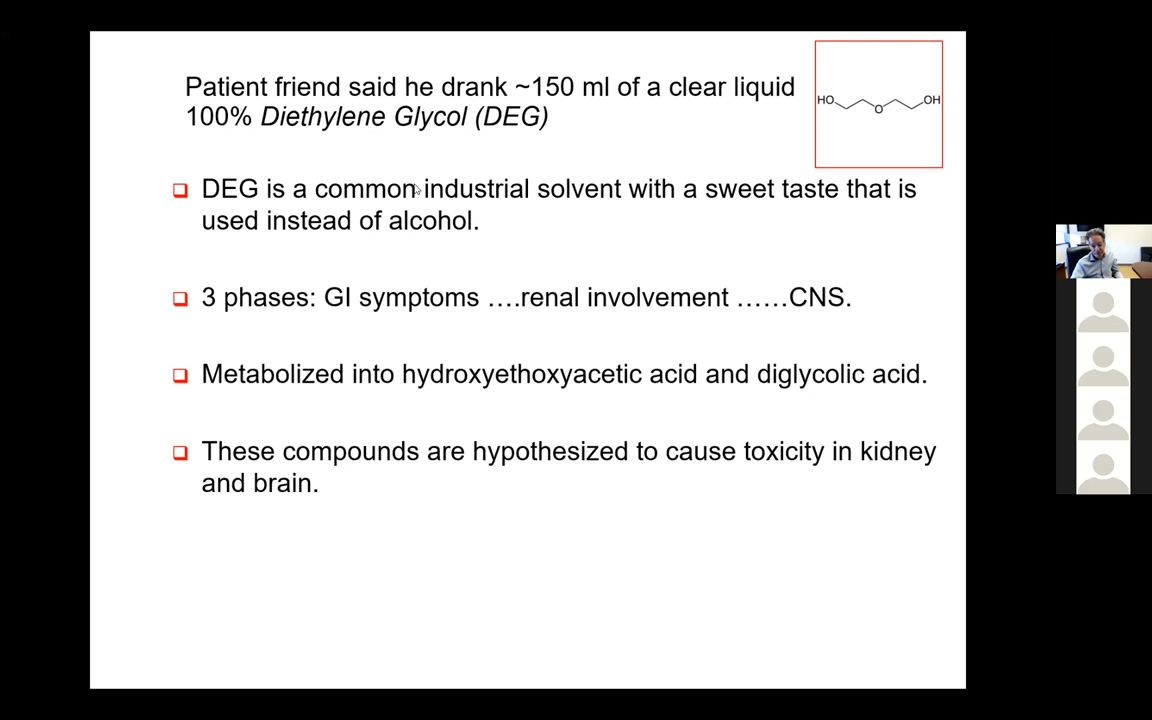 Patient friend said he drank ~150 ml of a clear liquid
100% Diethylene Glycol (DEG)
HO
O
OH
DEG is a common industrial solvent with a sweet taste that is
used instead of alcohol.
3 phases: GI symptoms ….renal involvement ……CNS.
Metabolized into hydroxyethoxyacetic acid and diglycolic acid.
These compounds are hypothesized to cause toxicity in kidney
and brain.